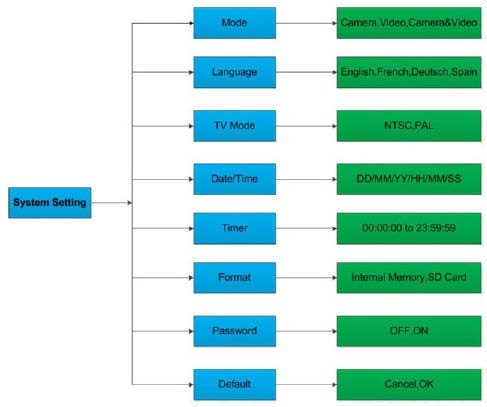 Mode
Camera,Video,Camera&Video
Language
English,French,Deutsch,Spain
TV Mode
NTSC,PAL
Date/Time
DD/MM/YY/HH/MM/SS
System Setting
Timer
00:00:00 to 23:59:59
Format
Internal Memory,SD Card
Password
OFF,ON
Default
Cancel,OK